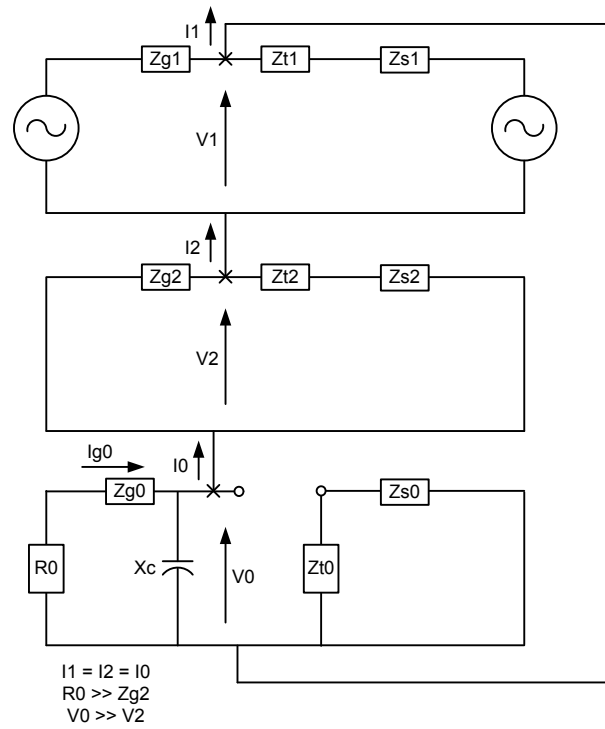 I1
Zg1
Zt1
Zs1
V1
I2
Zg2
Zt2
Zs2
V2
Ig0
I0
Zg0
Zs0
R0
Xc
V0
Zt0
I1 = I2 = I0
R0 >> Zg2
V0 >> V2